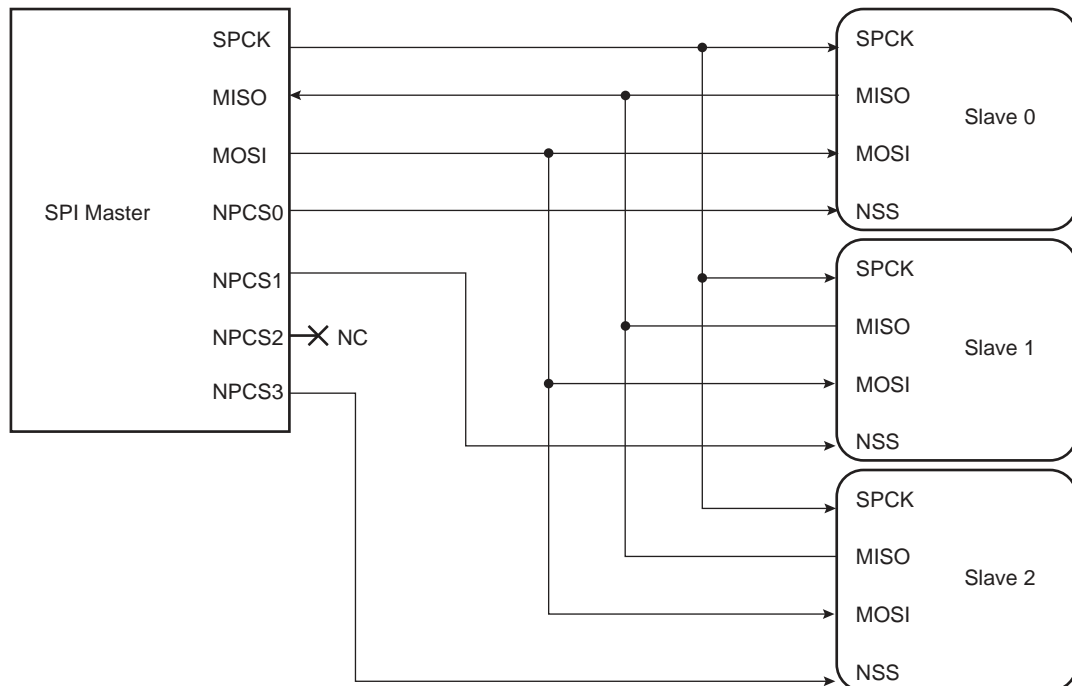 SPI Master
SPCK
MISO
MOSI
NPCS0
NPCS1
NPCS2
NC
NPCS3
SPCK
MISO
Slave 0
MOSI
NSS
SPCK
MISO
Slave 1
MOSI
NSS
SPCK
MISO
Slave 2
MOSI
NSS